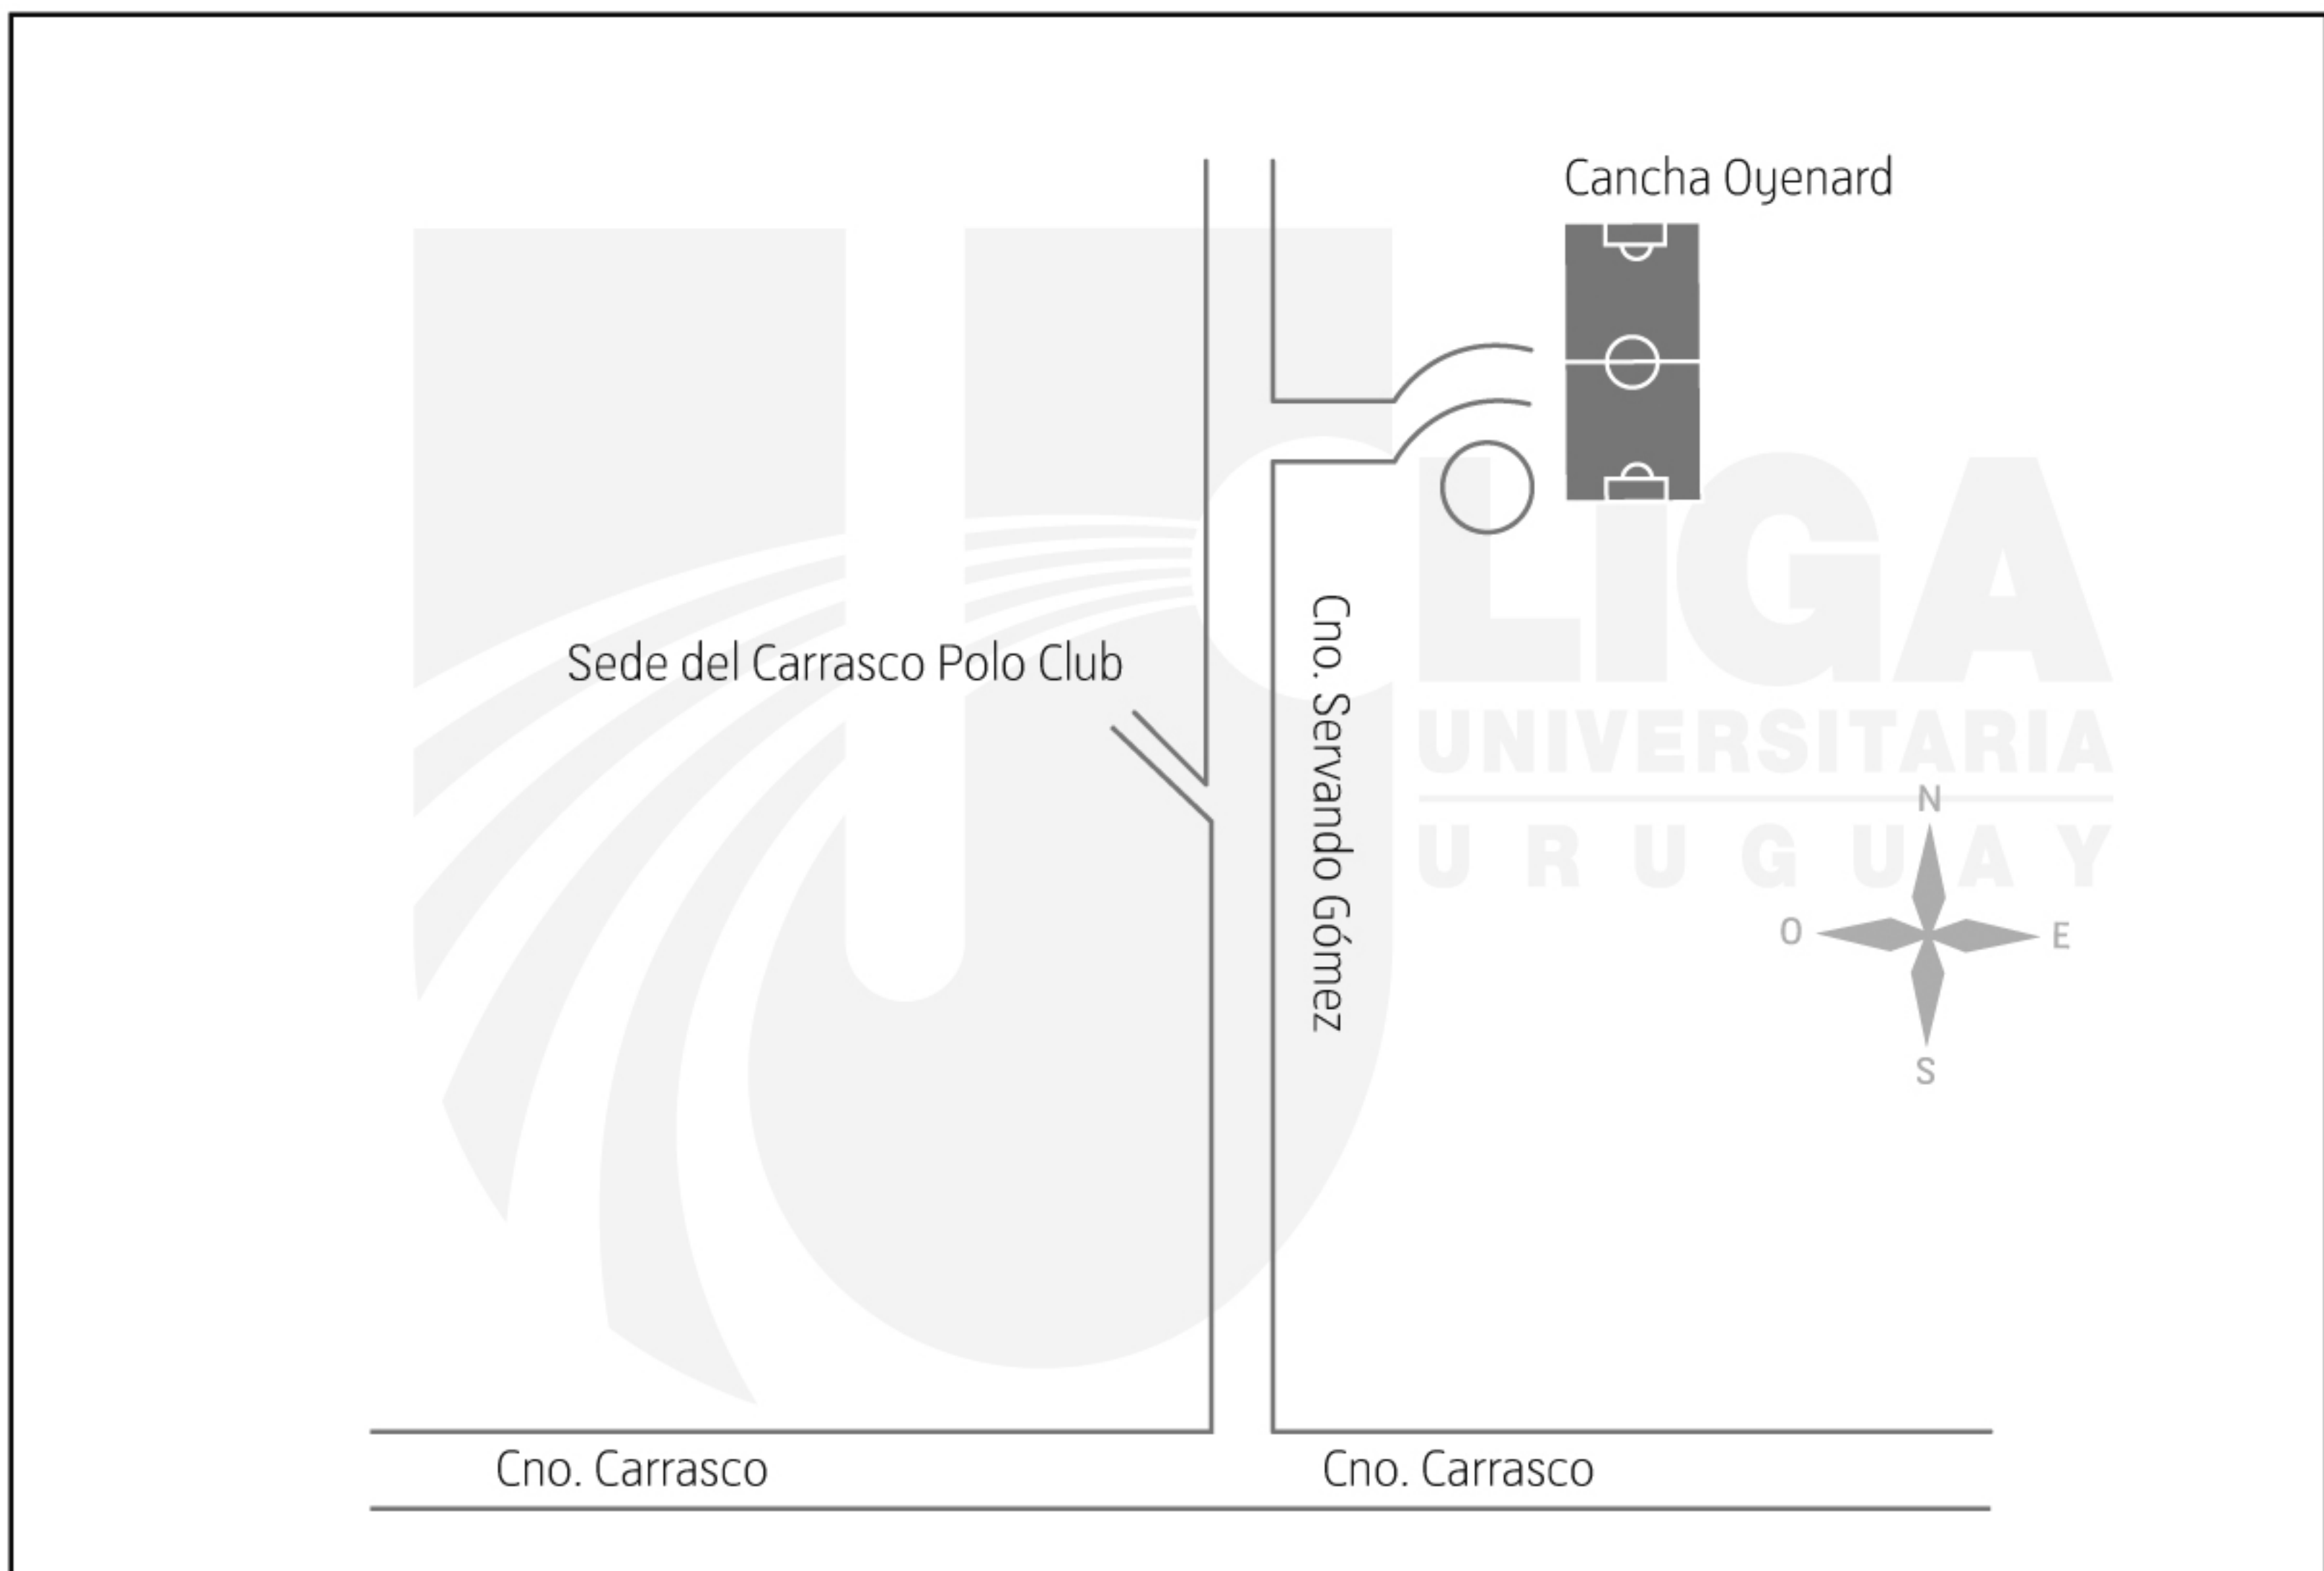 Cancha Oyenard
Sede del Carrasco Polo Club
Cno. Servando Gómez
LIGA
UNIVERSITARIA
URUGUAY
N
O
E
S
Cno. Carrasco
Cno. Carrasco